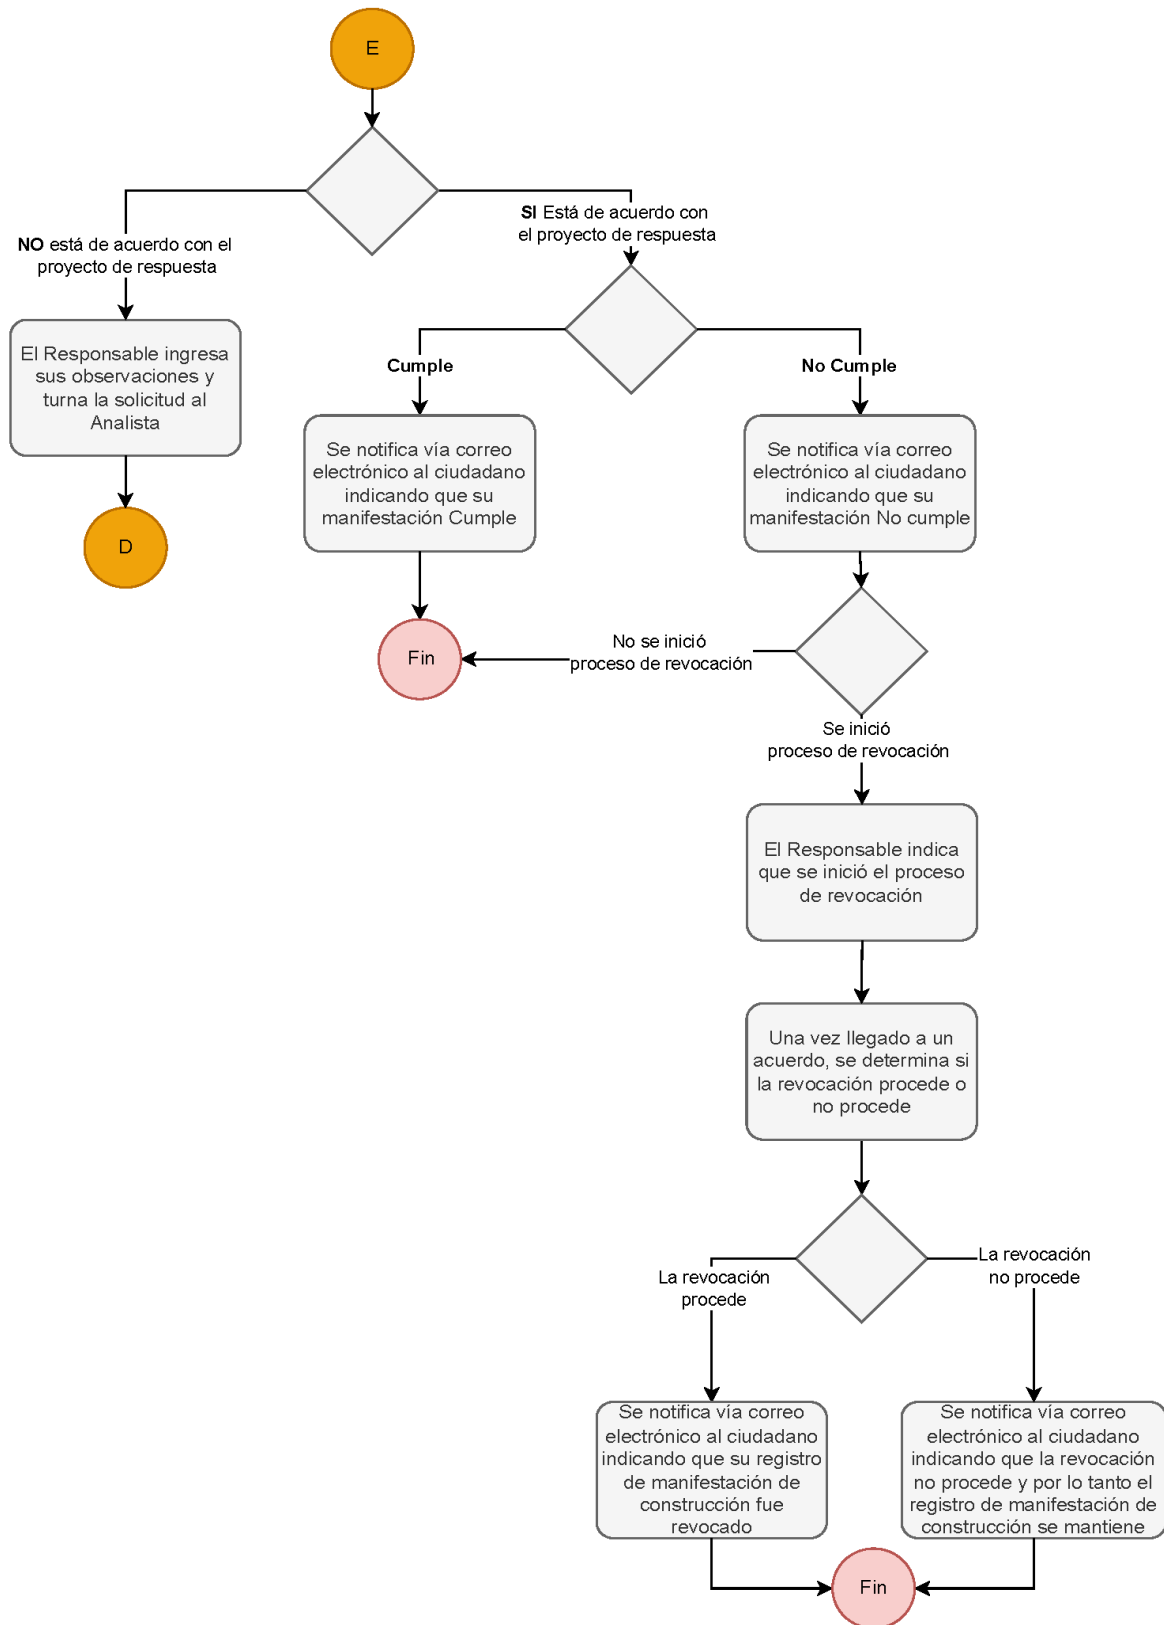 E
NO está de acuerdo con el
proyecto de respuesta
SI Está de acuerdo con
el proyecto de respuesta
El Responsable ingresa
sus observaciones y
turna la solicitud al
Analista
D
Cumple
No Cumple
Se notifica vía correo
electrónico al ciudadano
indicando que su
manifestación Cumple
Se notifica vía correo
electrónico al ciudadano
indicando que su
manifestación No cumple
Fin
No se inició
proceso de revocación
Se inició
proceso de revocación
El Responsable indica
que se inició el proceso
de revocación
Una vez llegado a un
acuerdo, se determina si
la revocación procede o
no procede
La revocación
procede
La revocación
no procede
Se notifica vía correo
electrónico al ciudadano
indicando que su registro
de manifestación de
construcción fue
revocado
Se notifica vía correo
electrónico al ciudadano
indicando que la revocación
no procede y por lo tanto el
registro de manifestación de
construcción se mantiene
Fin